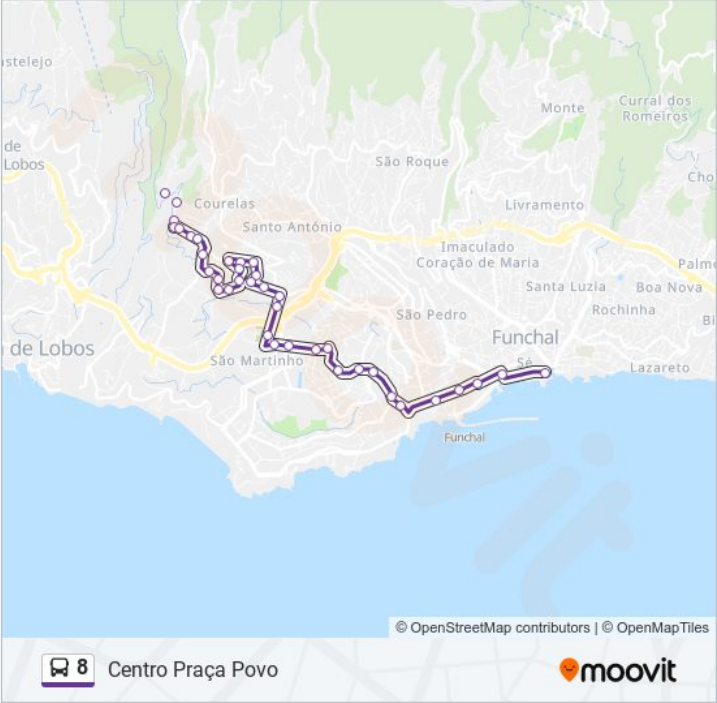 astelejo
Curral dos
Romeiros
Monte
de
Lobos
São Roque
Cho
Courelas
Livramento
Santo António
Imaculado
Coração de Maria
Palme
Santa Luzia
Boa Nova
São Pedro
Rochinha
Bi
Funchal
a de Lobos
São Martinho
Sé
Lazareto
Funchal
vit
© OpenStreetMap contributors | © OpenMapTiles
8 Centro Praça Povo
moovit